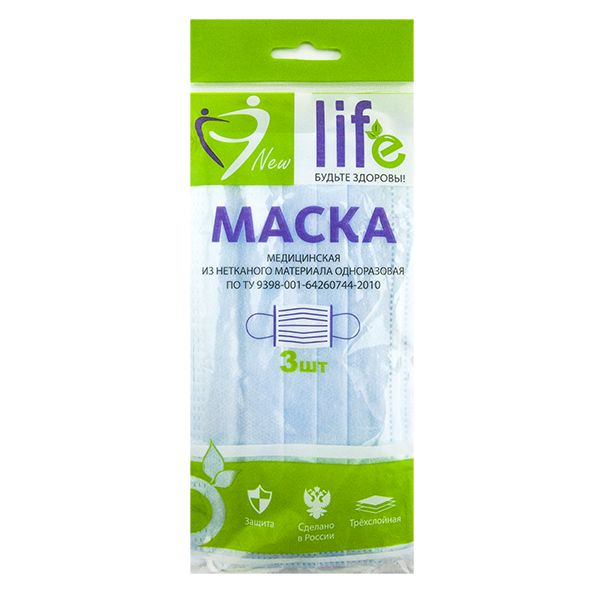 New
life
БУДЬТЕ ЗДОРОВЫ!
МАСКА
МЕДИЦИНСКАЯ
ИЗ НЕТКАНОГО МАТЕРИАЛА ОДНОРАЗОВАЯ
ПО ТУ 9398-001-64260744-2010
3шт
Защита
Сделано
в России
Трёхслойная